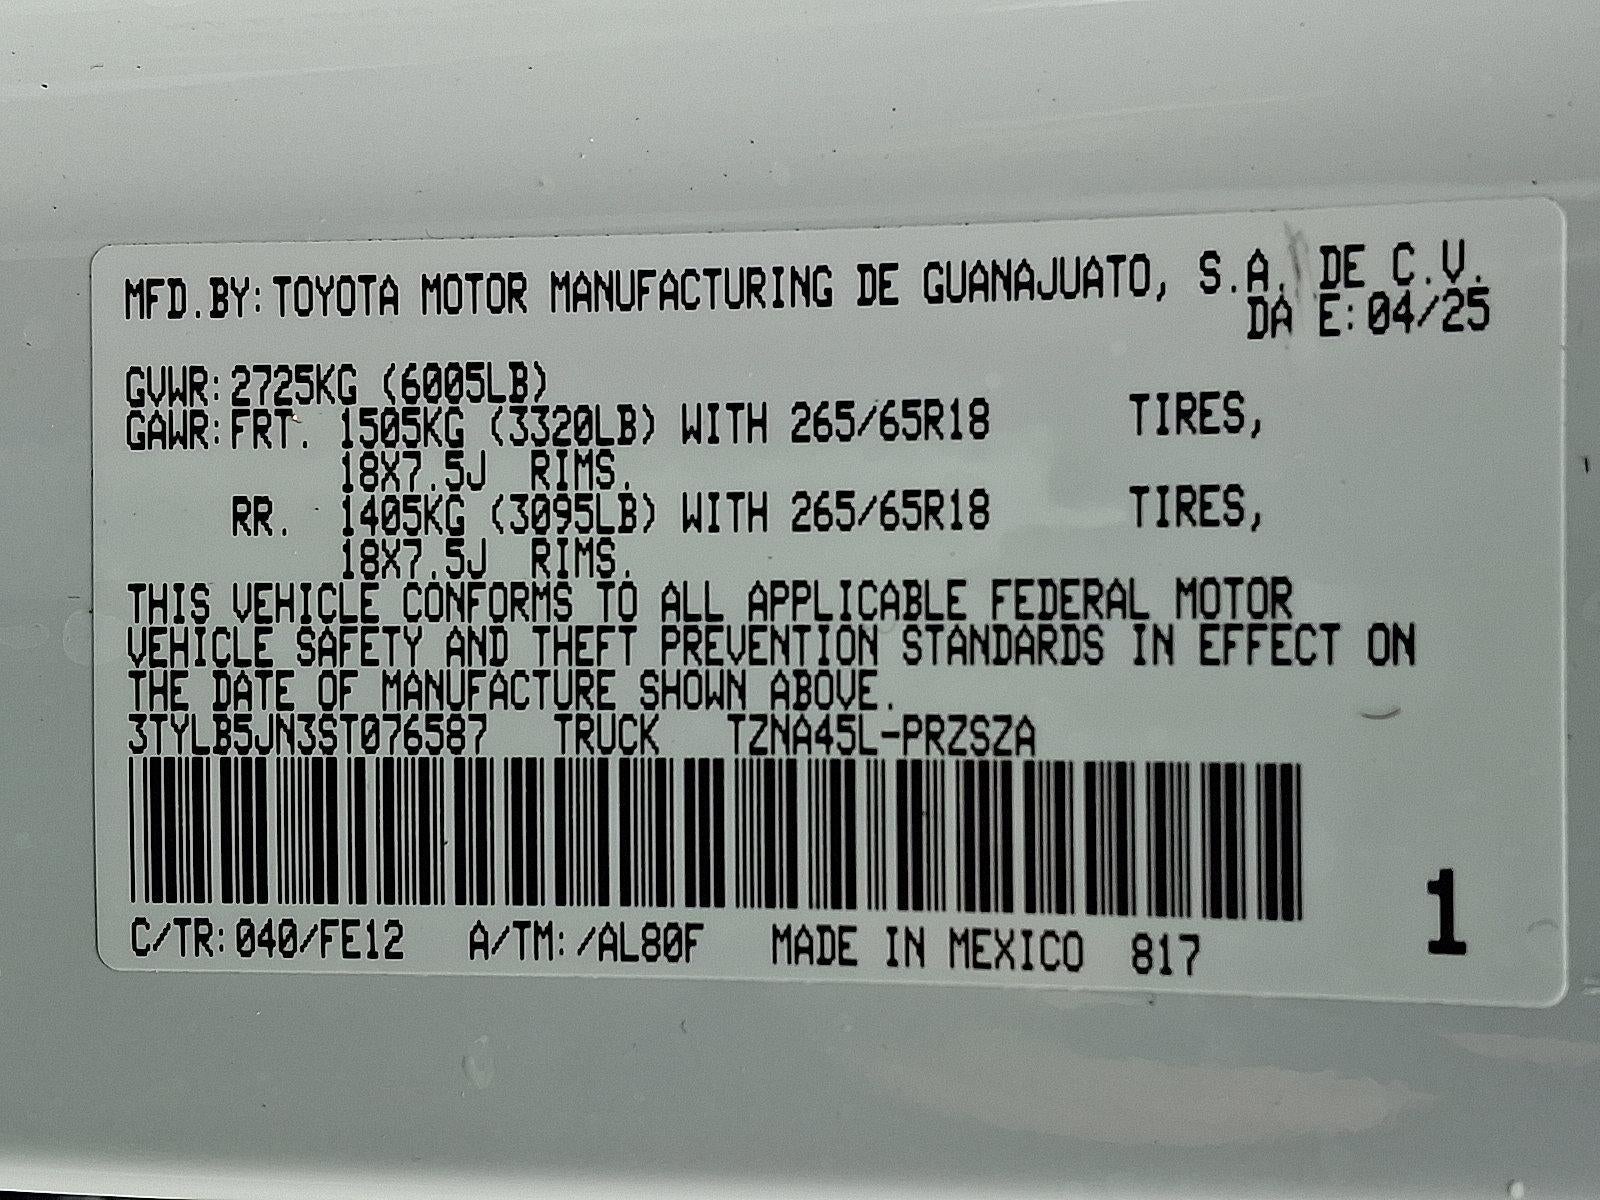 MFD.BY: TOYOTA MOTOR MANUFACTURING DE GUANAJUATO, S.A. DE C.V.
DA E: 04/25
GVWR: 2725KG (6005LB)
GAWR: FRT. 1505KG (3320LB) WITH 265/65R18 TIRES,
18X7.5J RIMS.
RR. 1405KG (3095LB) WITH 265/65R18 TIRES,
18X7.5J RIMS.
THIS VEHICLE CONFORMS TO ALL APPLICABLE FEDERAL MOTOR
VEHICLE SAFETY AND THEFT PREVENTION STANDARDS IN EFFECT ON
THE DATE OF MANUFACTURE SHOWN ABOVE.
3TYLB5JN3ST076587 TRUCK TZNA45L-PRZSZA
C/TR: 040/FE12 A/TM: /AL80F MADE IN MEXICO 817
1